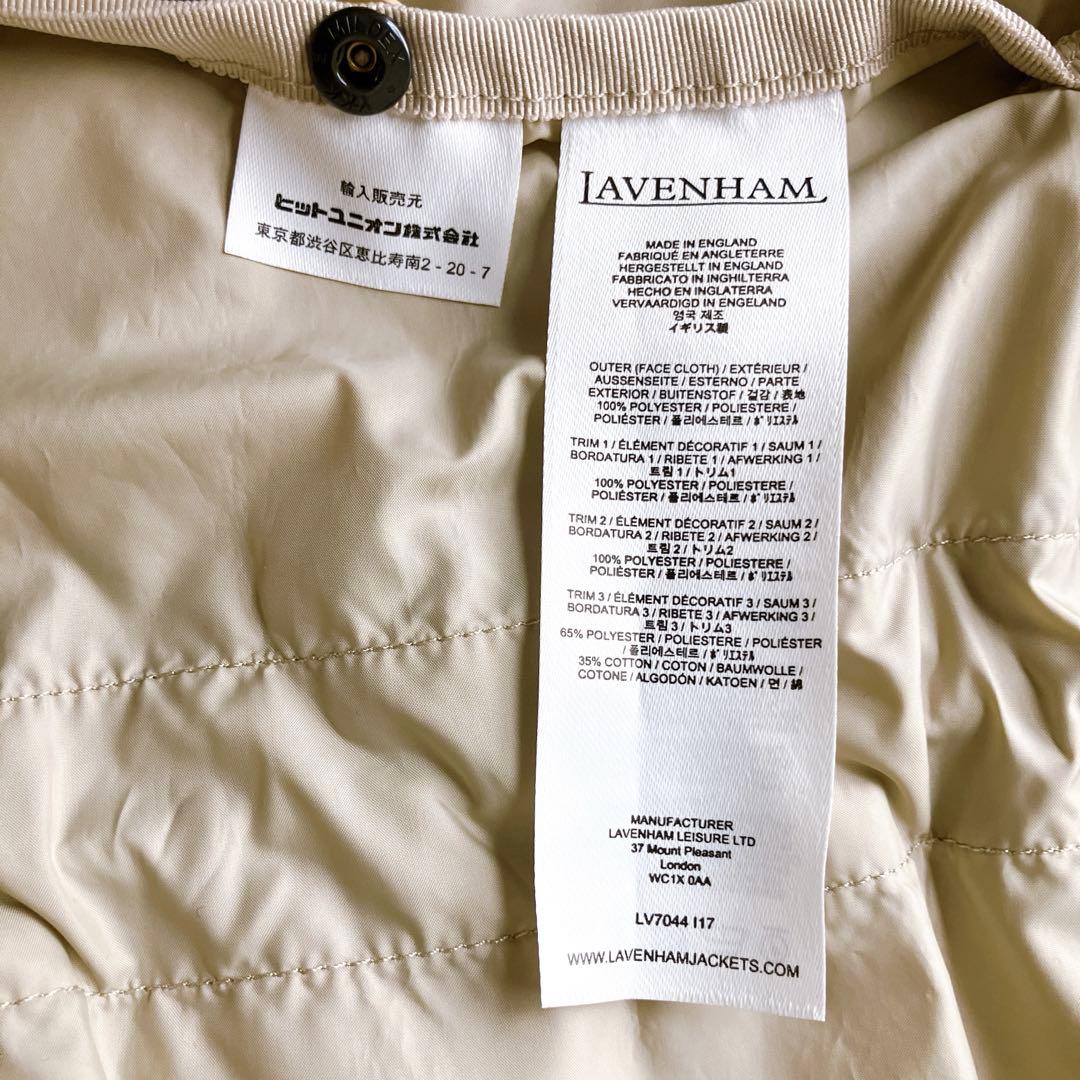 輸入販売元
ヒットユニオン株式会社
東京都渋谷区恵比寿南2-20-7
LAVENHAM
MADE IN ENGLAND
FABRIQUÉ EN ANGLETERRE
HERGESTELLT IN ENGLAND
FABBRICATO IN INGHILTERRA
HECHO EN INGLATERRA
VERVAARDIGD IN ENGELAND
영국 제조
イギリス製
OUTER (FACE CLOTH) / EXTÉRIEUR /
AUSSENSEITE / ESTERNO / PARTE
EXTERIOR / BUITENSTOF / 겉감 / 表地
100% POLYESTER / POLIESTERE /
POLIÉSTER / 폴리에스테르 / ﾎﾟﾘｴｽﾃﾙ
TRIM 1 / ÉLÉMENT DÉCORATIF 1 / SAUM 1 /
BORDATURA 1 / RIBETE 1 / AFWERKING 1 /
트림 1 / トリム1
100% POLYESTER / POLIESTERE /
POLIÉSTER / 폴리에스테르 / ﾎﾟﾘｴｽﾃﾙ
TRIM 2 / ÉLÉMENT DÉCORATIF 2 / SAUM 2 /
BORDATURA 2 / RIBETE 2 / AFWERKING 2 /
트림 2 / トリム2
100% POLYESTER / POLIESTERE /
POLIÉSTER / 폴리에스테르 / ﾎﾟﾘｴｽﾃﾙ
TRIM 3 / ÉLÉMENT DÉCORATIF 3 / SAUM 3 /
BORDATURA 3 / RIBETE 3 / AFWERKING 3 /
트림 3 / トリム3
65% POLYESTER / POLIESTERE / POLIÉSTER
/ 폴리에스테르 / ﾎﾟﾘｴｽﾃﾙ
35% COTTON / COTON / BAUMWOLLE /
COTONE / ALGODÓN / KATOEN / 면 / 綿
MANUFACTURER
LAVENHAM LEISURE LTD
37 Mount Pleasant
London
WC1X 0AA
LV7044 I17
WWW.LAVENHAMJACKETS.COM